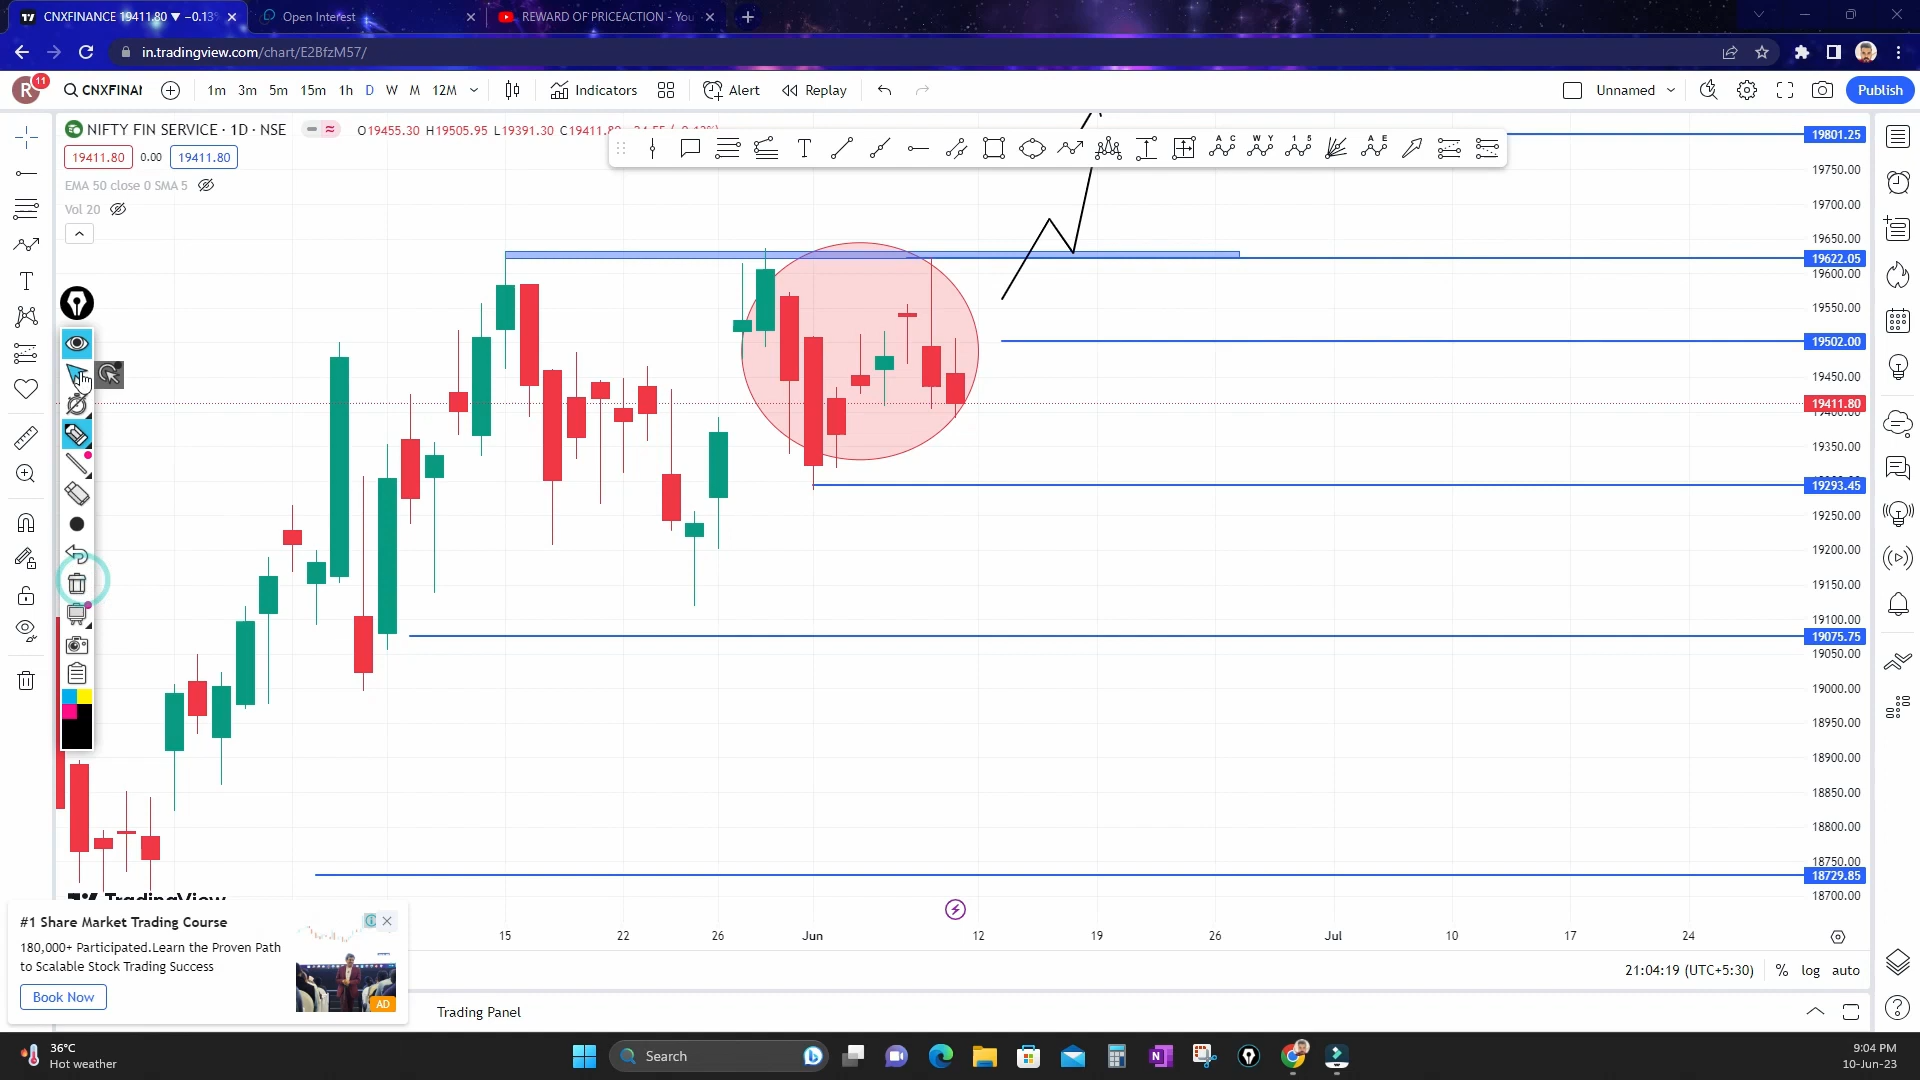 CNXFINANCE 19411.80 ▼ −0.13%
Open Interest
REWARD OF PRICEACTION - You
in.tradingview.com/chart/E2BfzM57/
R
11
CNXFINAN
1m 3m 5m 15m 1h D W M 12M
Indicators
Alert
Replay
Unnamed
Publish
NIFTY FIN SERVICE · 1D · NSE
O19455.30 H19505.95 L19391.30 C19411.80
19411.80
0.00
19411.80
EMA 50 close 0 SMA 5
Vol 20
19801.25
19750.00
19700.00
19650.00
19622.05
19600.00
19550.00
19502.00
19450.00
19411.80
19400.00
19350.00
19293.45
19250.00
19200.00
19150.00
19100.00
19075.75
19050.00
19000.00
18950.00
18900.00
18850.00
18800.00
18750.00
18729.85
18700.00
TradingView
15 22 26 Jun 12 19 26 Jul 10 17 24
#1 Share Market Trading Course
180,000+ Participated.Learn the Proven Path
to Scalable Stock Trading Success
Book Now
AD
21:04:19 (UTC+5:30)
% log auto
Trading Panel
36°C
Hot weather
Search
9:04 PM
10-Jun-23